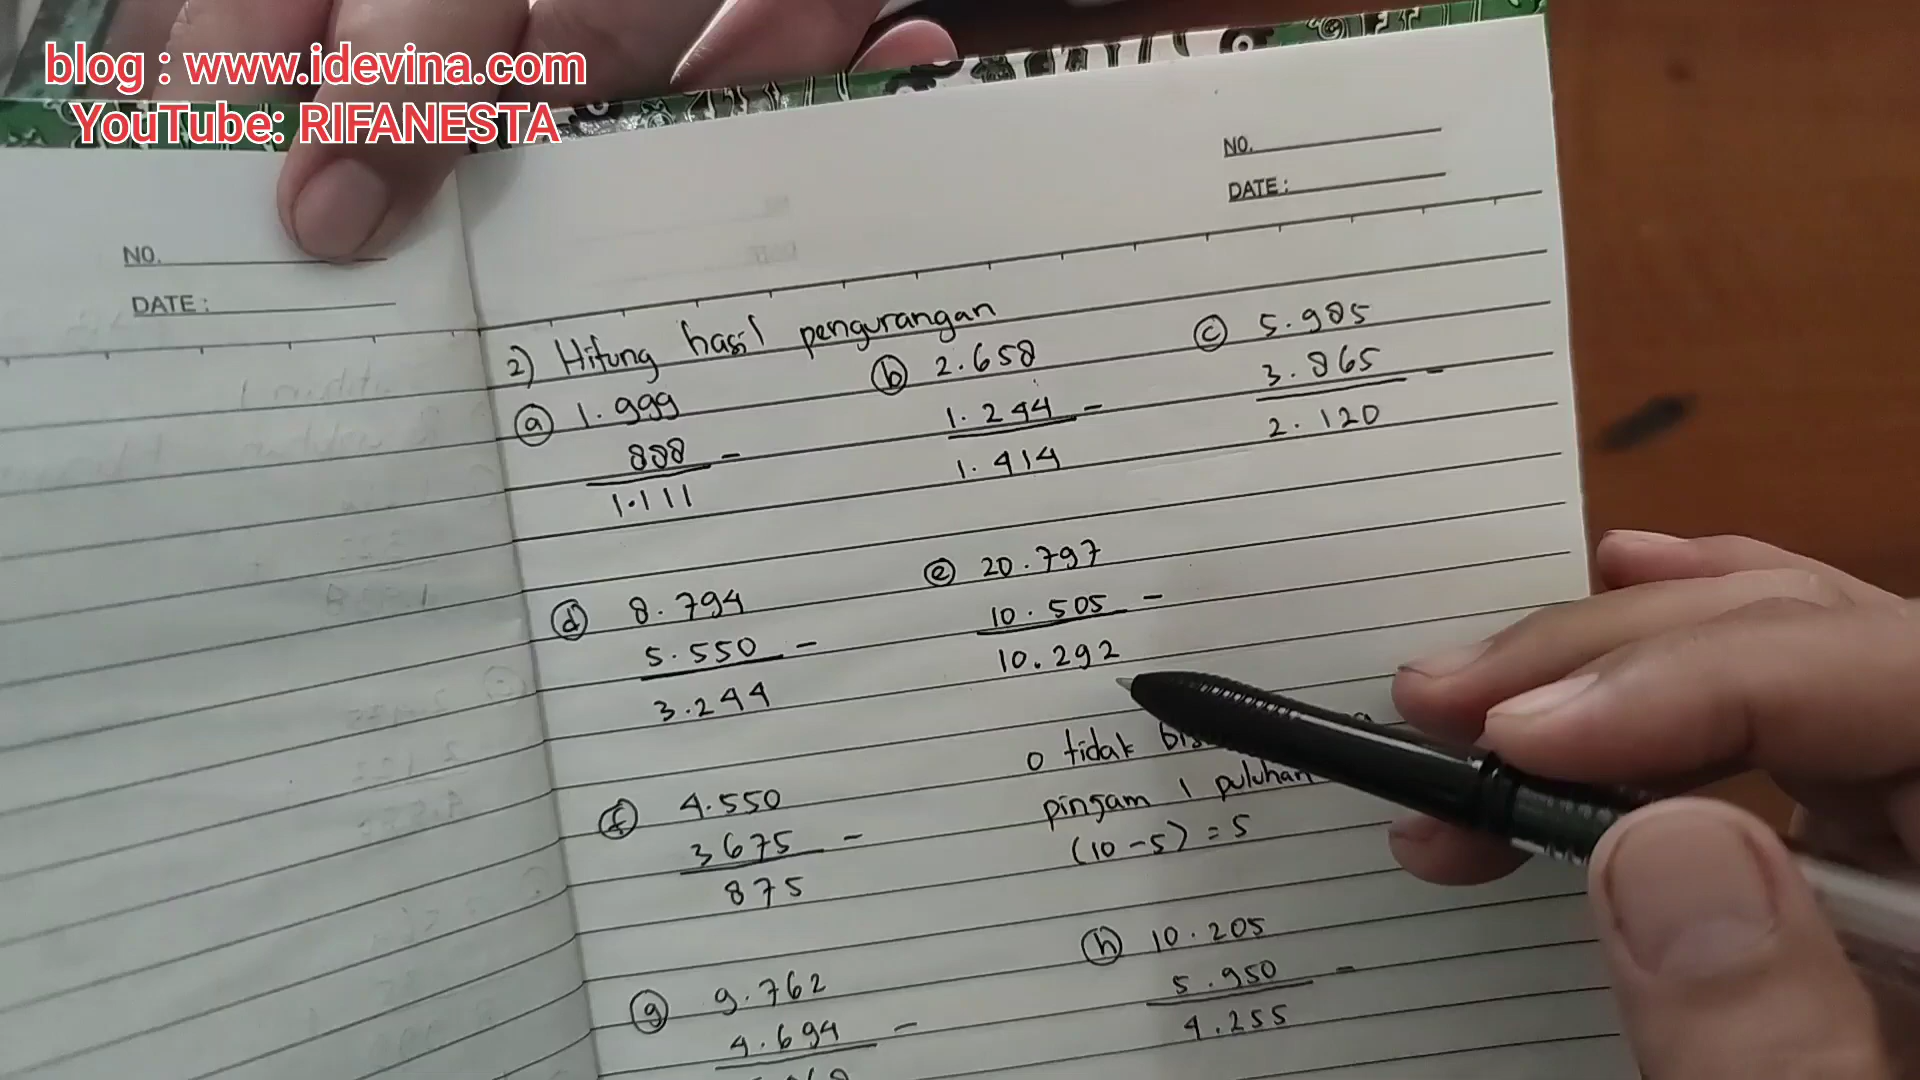 blog : www.idevina.com
YouTube: RIFANESTA
NO.
DATE :
NO.
DATE :
2) Hitung hasil pengurangan
a 1.999
888 -
1.111
b 2.658
1.244 -
1.414
c 5.985
3.865 -
2.120
d 8.794
5.550 -
3.244
e 20.797
10.505 -
10.292
f 4.550
3675 -
875
0 tidak
pinjam 1 puluhan
(10-5) = 5
g 9.762
4.694 -
h 10.205
5.950 -
4.255